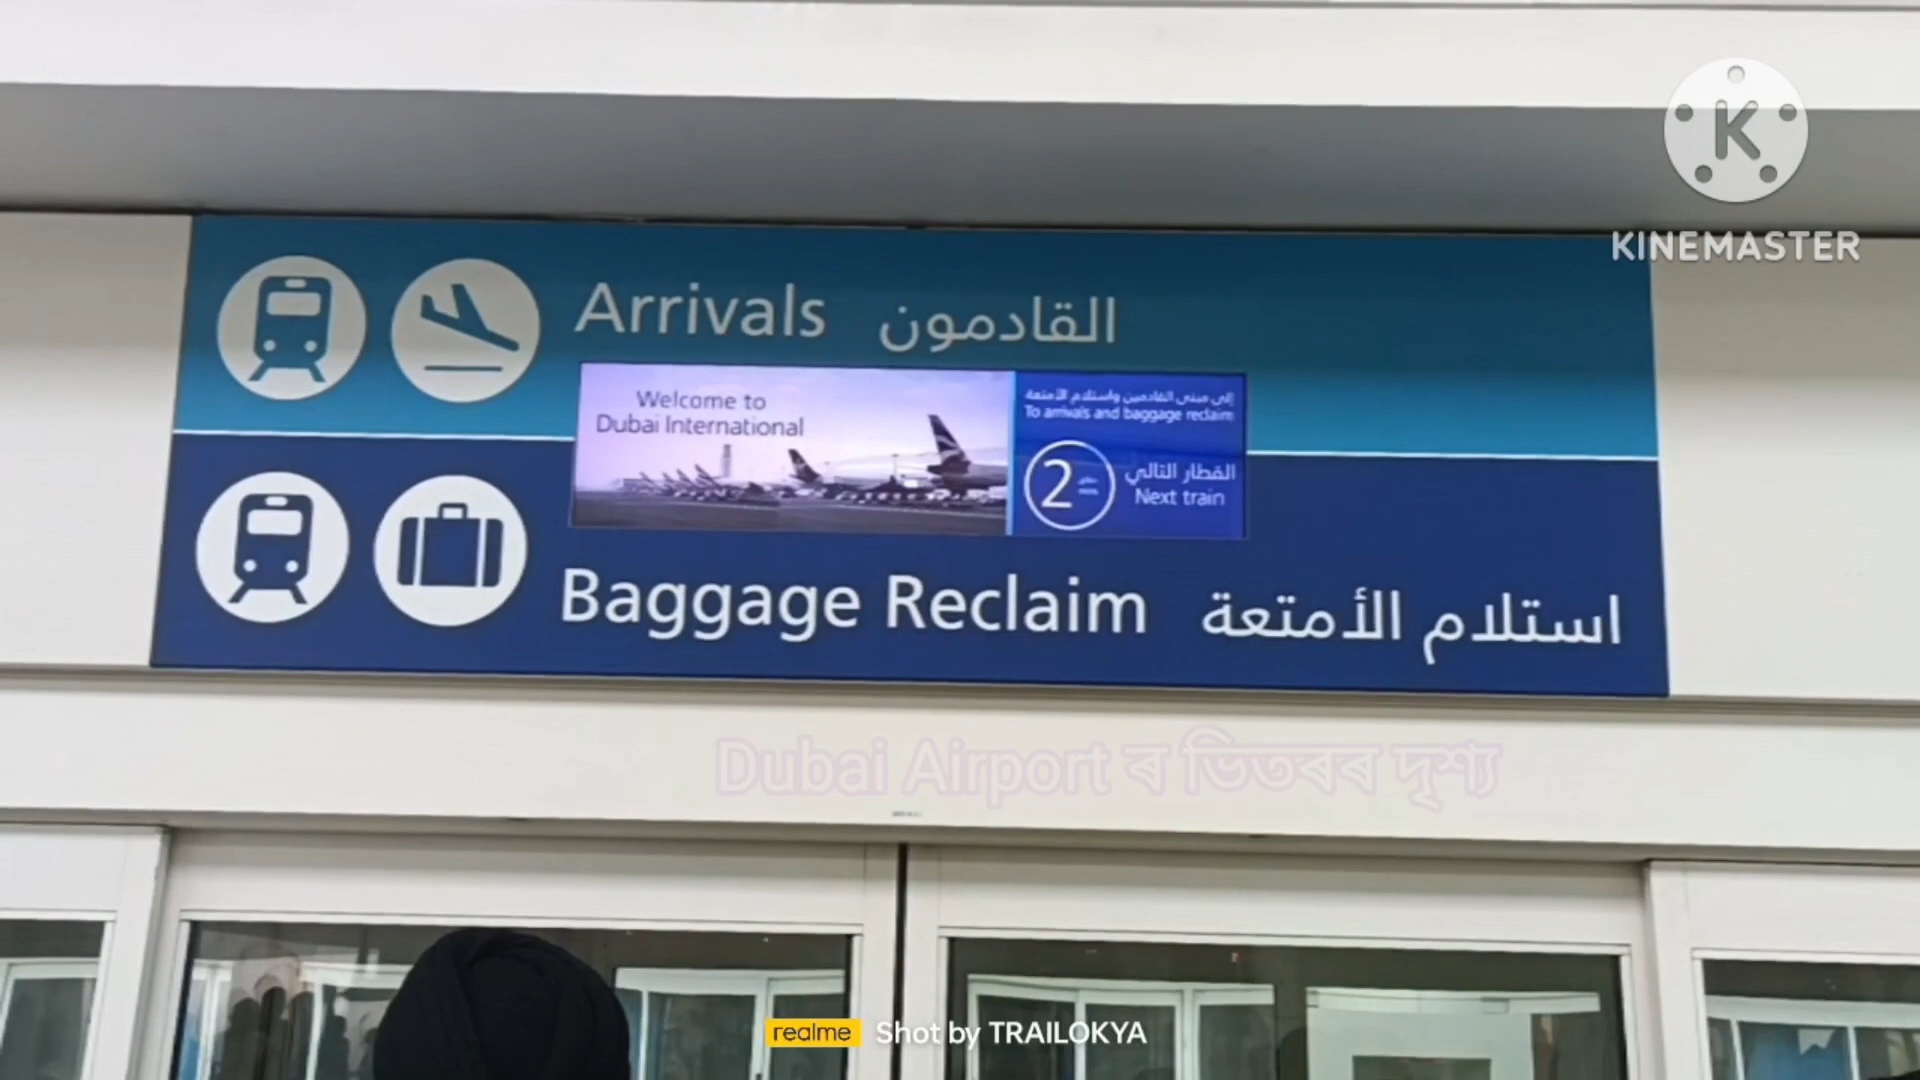 Arrivals القادمون
Welcome to
Dubai International
إلى مبنى القادمين واستلام الأمتعة
To arrivals and baggage reclaim
2
القطار التالي
Next train
Baggage Reclaim استلام الأمتعة
K
KINEMASTER
Dubai Airport ৰ ভিতৰৰ দৃশ্য
realme Shot by TRAILOKYA